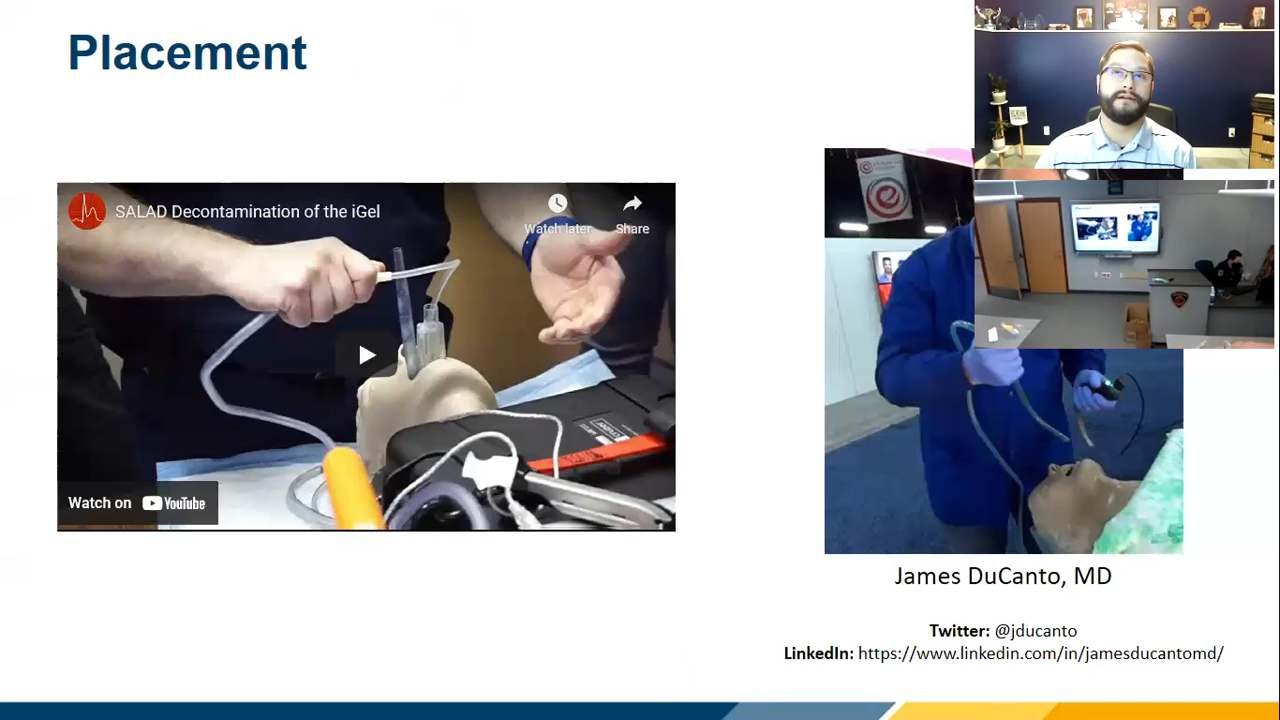 Placement
SALAD Decontamination of the iGel
Watch later
Share
Watch on YouTube
James DuCanto, MD
Twitter: @jducanto
LinkedIn: https://www.linkedin.com/in/jamesducantomd/